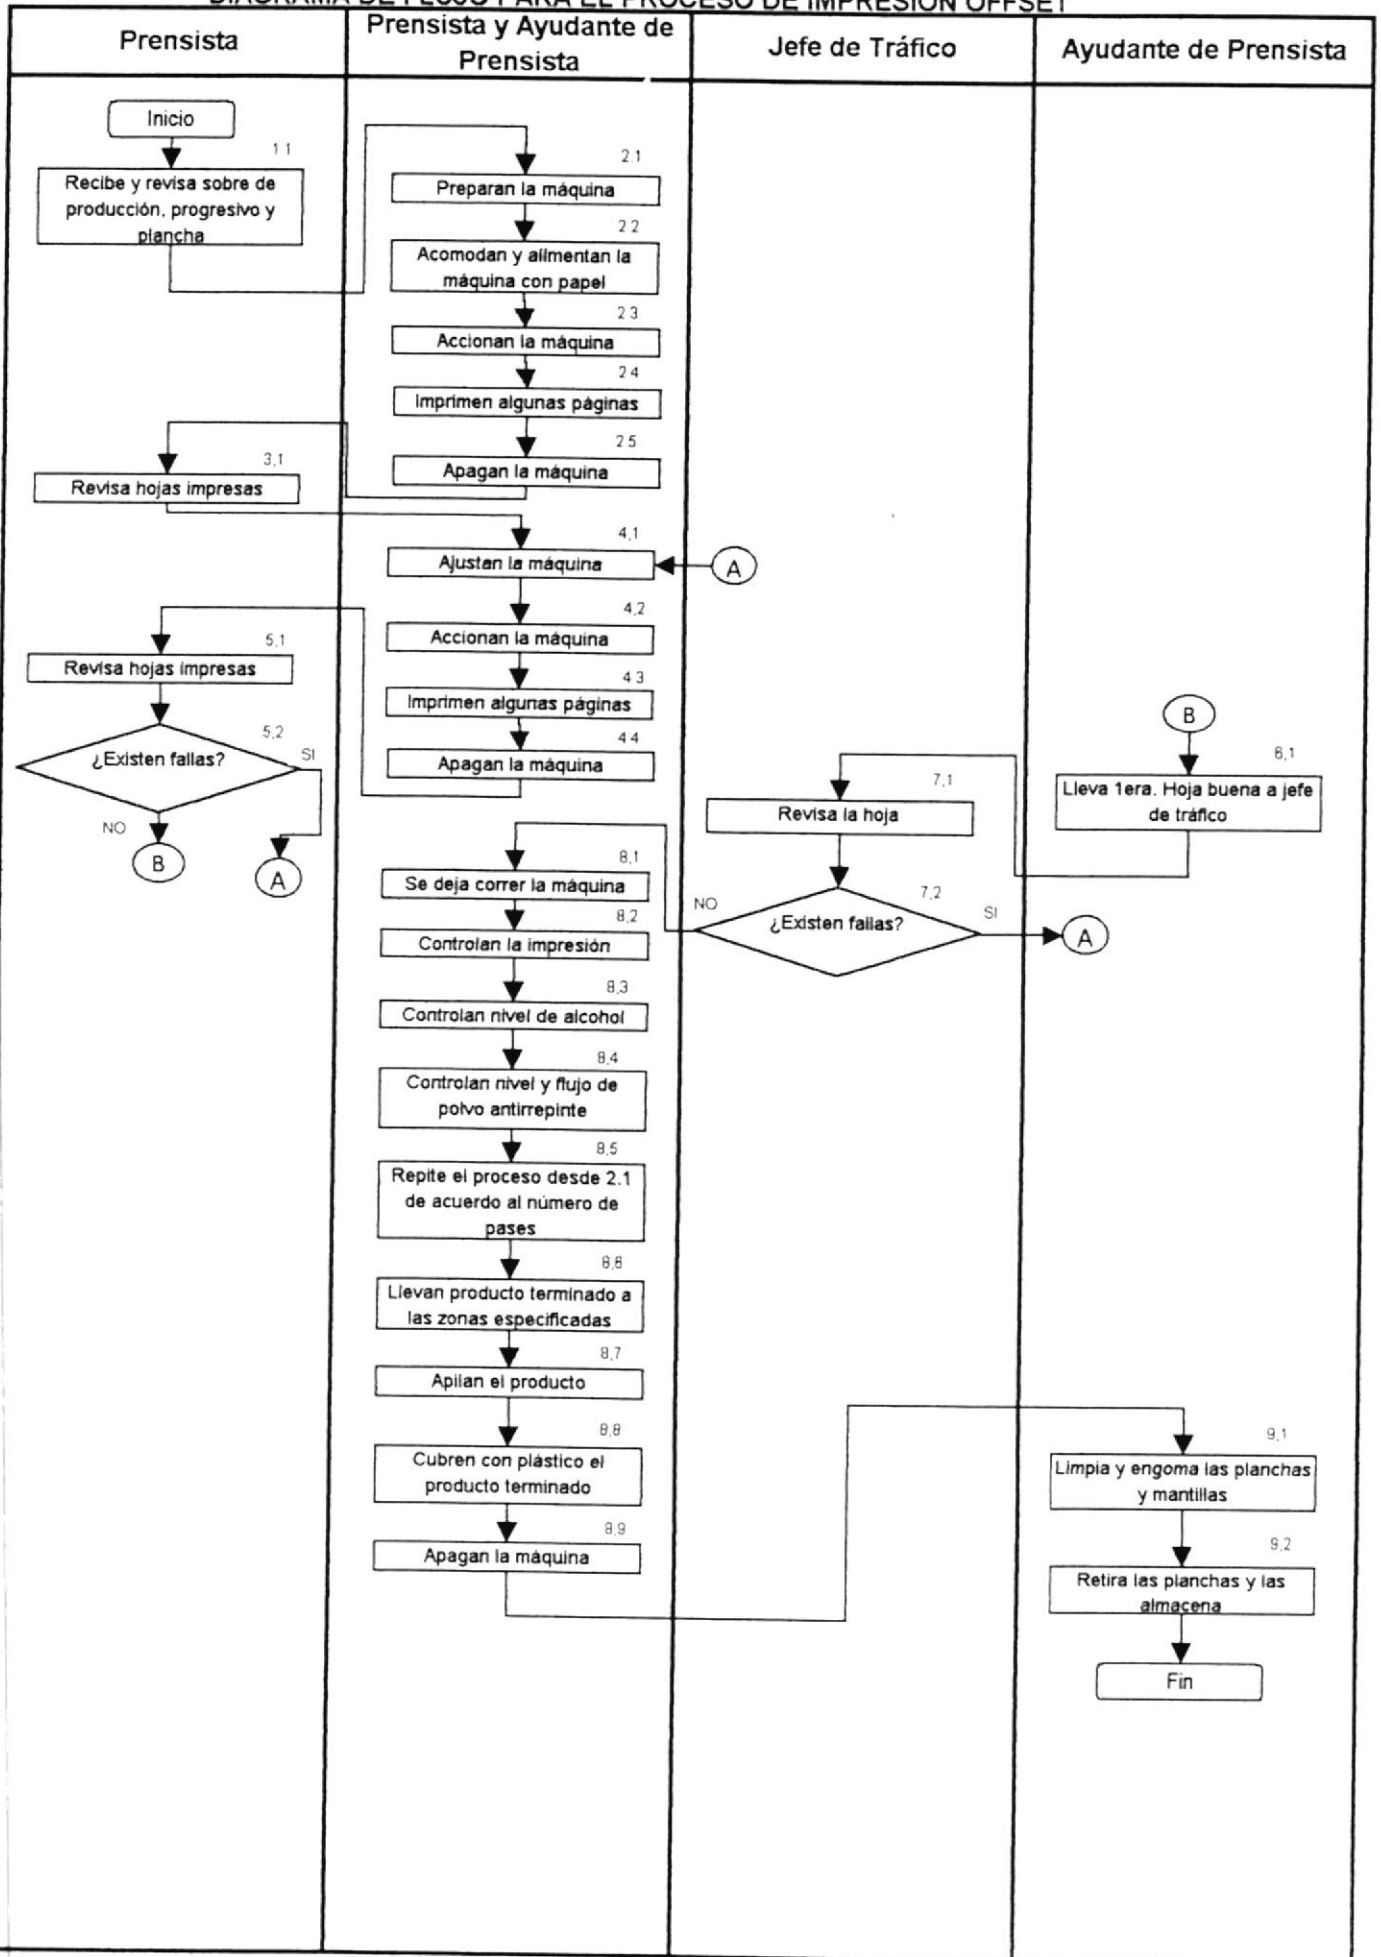 DIAGRAMA DE FLUJO PARA EL PROCESO DE IMPRESIÓN OFFSET
Prensista
Prensista y Ayudante de
Prensista
Jefe de Tráfico
Ayudante de Prensista
Inicio
1.1
Recibe y revisa sobre de
producción, progresivo y
plancha
2.1
Preparan la máquina
2.2
Acomodan y alimentan la
máquina con papel
2.3
Accionan la máquina
2.4
Imprimen algunas páginas
2.5
Apagan la máquina
3,1
Revisa hojas impresas
4,1
Ajustan la máquina
A
4,2
Accionan la máquina
4.3
Imprimen algunas páginas
4.4
Apagan la máquina
5,1
Revisa hojas impresas
5,2
¿Existen fallas?
SI
NO
B
A
B
6,1
Lleva 1era. Hoja buena a jefe
de tráfico
7,1
Revisa la hoja
7,2
¿Existen fallas?
NO
SI
A
8,1
Se deja correr la máquina
8,2
Controlan la impresión
8,3
Controlan nivel de alcohol
8,4
Controlan nivel y flujo de
polvo antirrepinte
8,5
Repite el proceso desde 2.1
de acuerdo al número de
pases
8,6
Llevan producto terminado a
las zonas especificadas
8,7
Apilan el producto
8,8
Cubren con plástico el
producto terminado
8,9
Apagan la máquina
9,1
Limpia y engoma las planchas
y mantillas
9,2
Retira las planchas y las
almacena
Fin